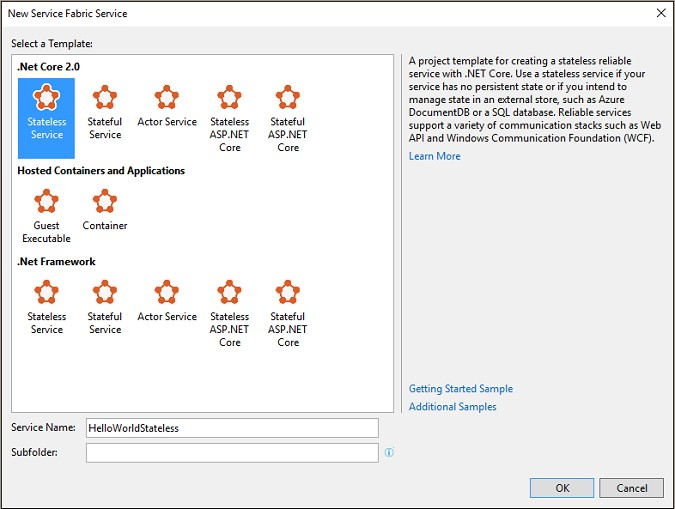 New Service Fabric Service
Select a Template:
.Net Core 2.0
Stateless Service
Stateful Service
Actor Service
Stateless ASP.NET Core
Stateful ASP.NET Core
Hosted Containers and Applications
Guest Executable
Container
.Net Framework
Stateless Service
Stateful Service
Actor Service
Stateless ASP.NET Core
Stateful ASP.NET Core
A project template for creating a stateless reliable
service with .NET Core. Use a stateless service if your
service has no persistent state or if you intend to
manage state in an external store, such as Azure
DocumentDB or a SQL database. Reliable services
support a variety of communication stacks such as Web
API and Windows Communication Foundation (WCF).
Learn More
Getting Started Sample
Additional Samples
Service Name:
HelloWorldStateless
Subfolder:
OK
Cancel